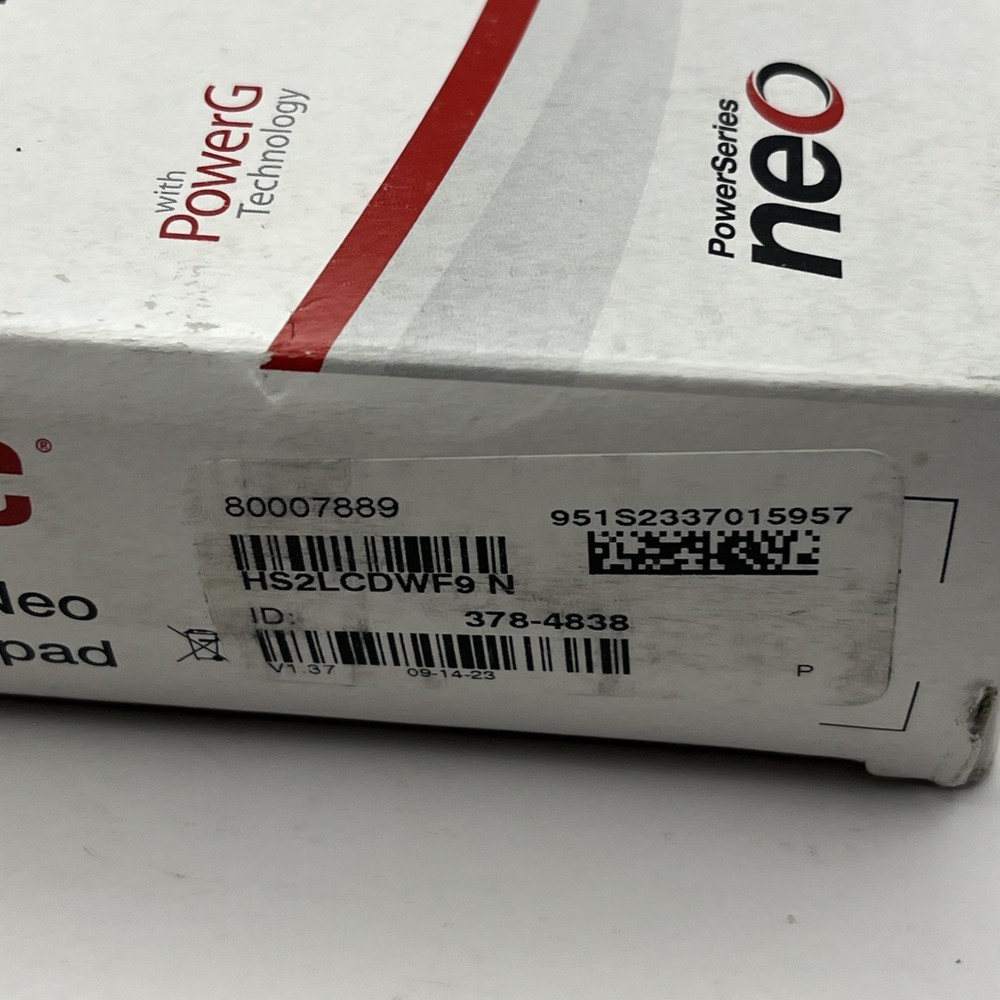 with
PowerG
Technology
PowerSeries
neo
®
80007889
951S2337015957
HS2LCDWF9 N
ID: 378-4838
V1.37 09-14-23
P
Neo
pad